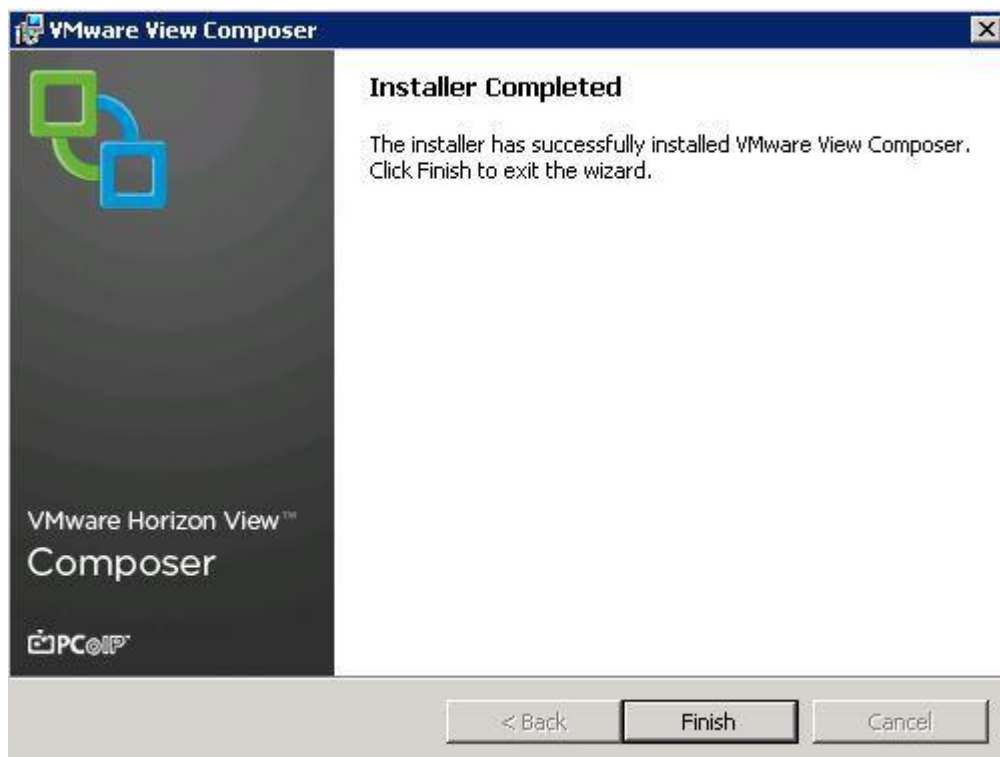 VMware View Composer
Installer Completed
The installer has successfully installed VMware View Composer.
Click Finish to exit the wizard.
VMware Horizon View™
Composer
PCoIP™
< Back
Finish
Cancel